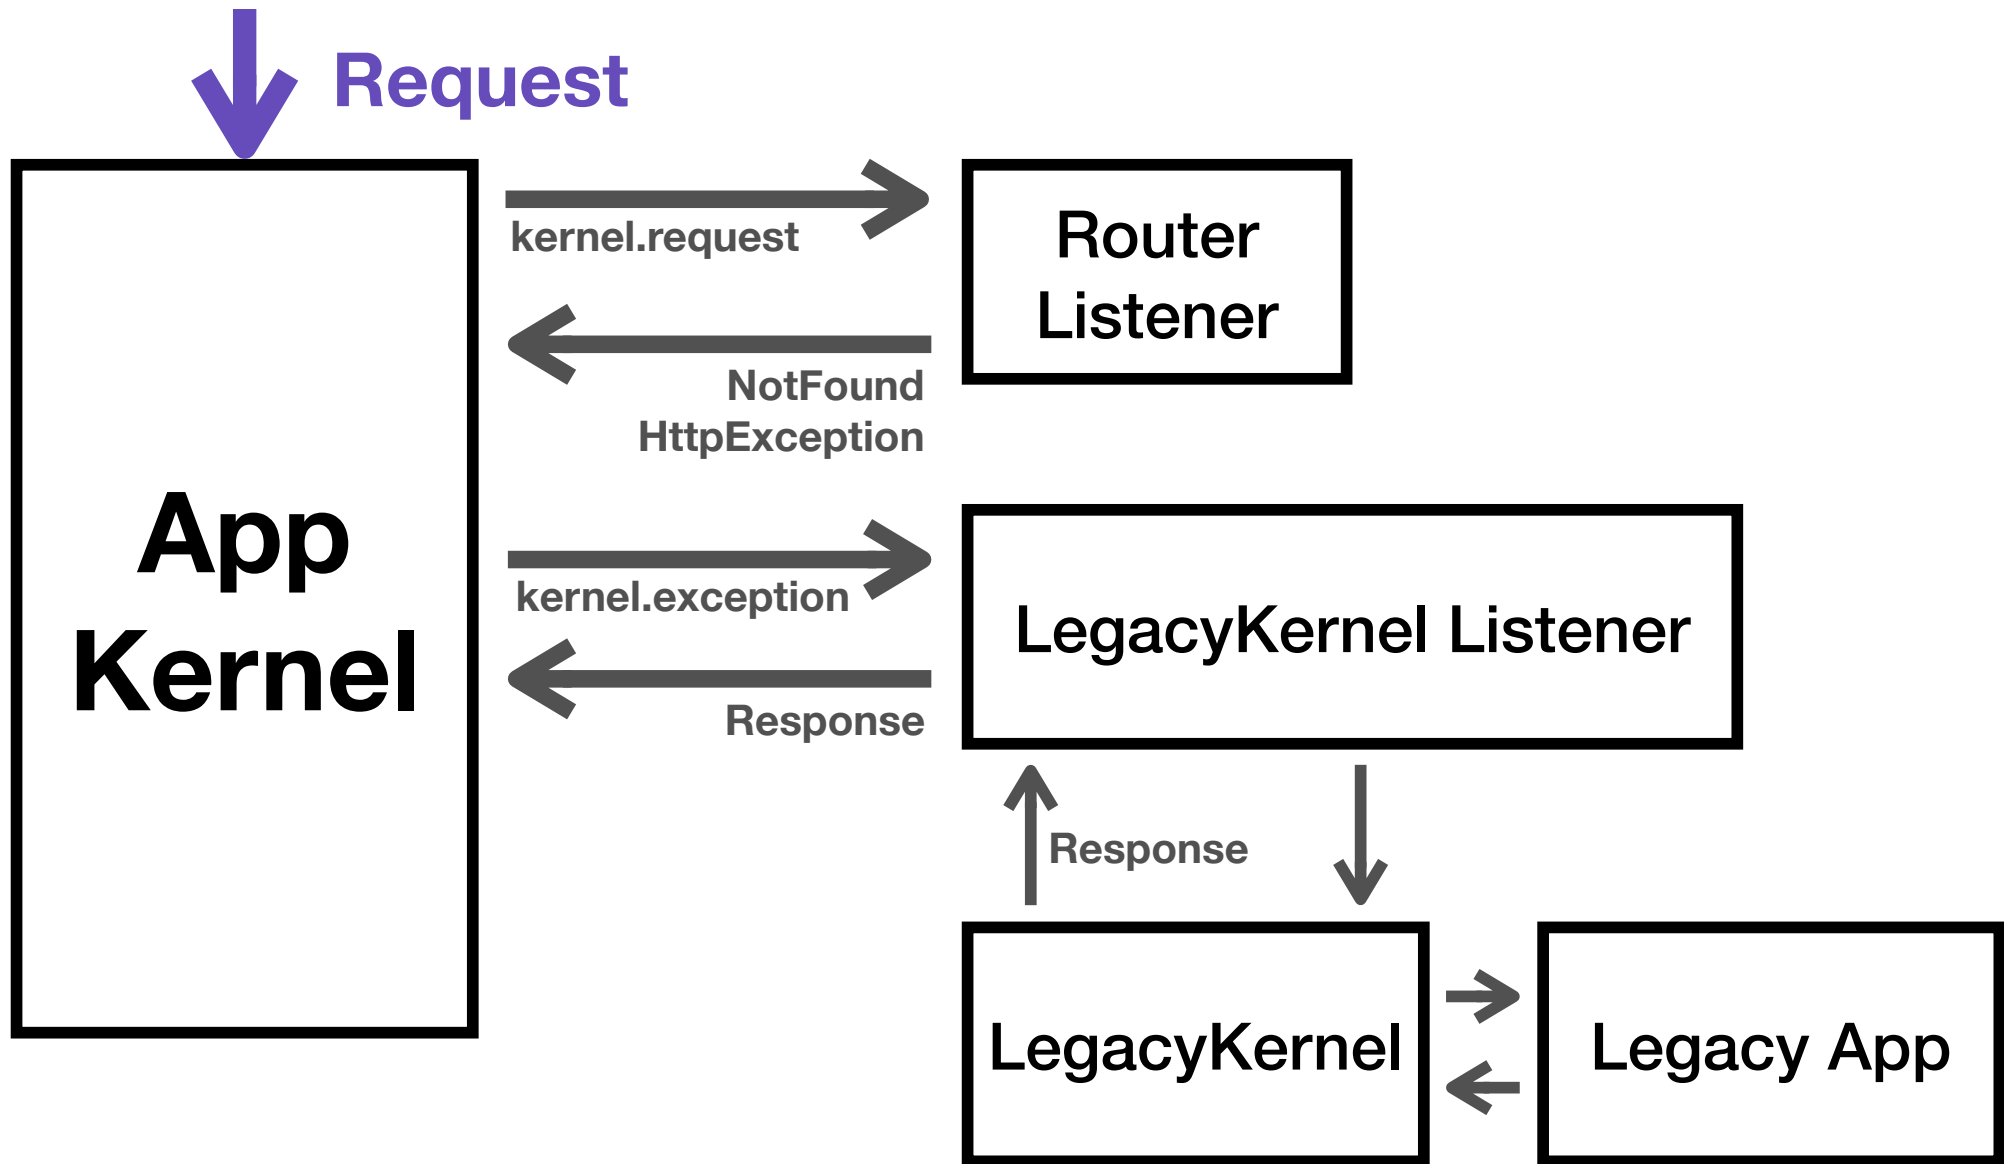 Request
kernel.request
Router
Listener
NotFound
HttpException
App
Kernel
kernel.exception
LegacyKernel Listener
Response
Response
LegacyKernel
Legacy App